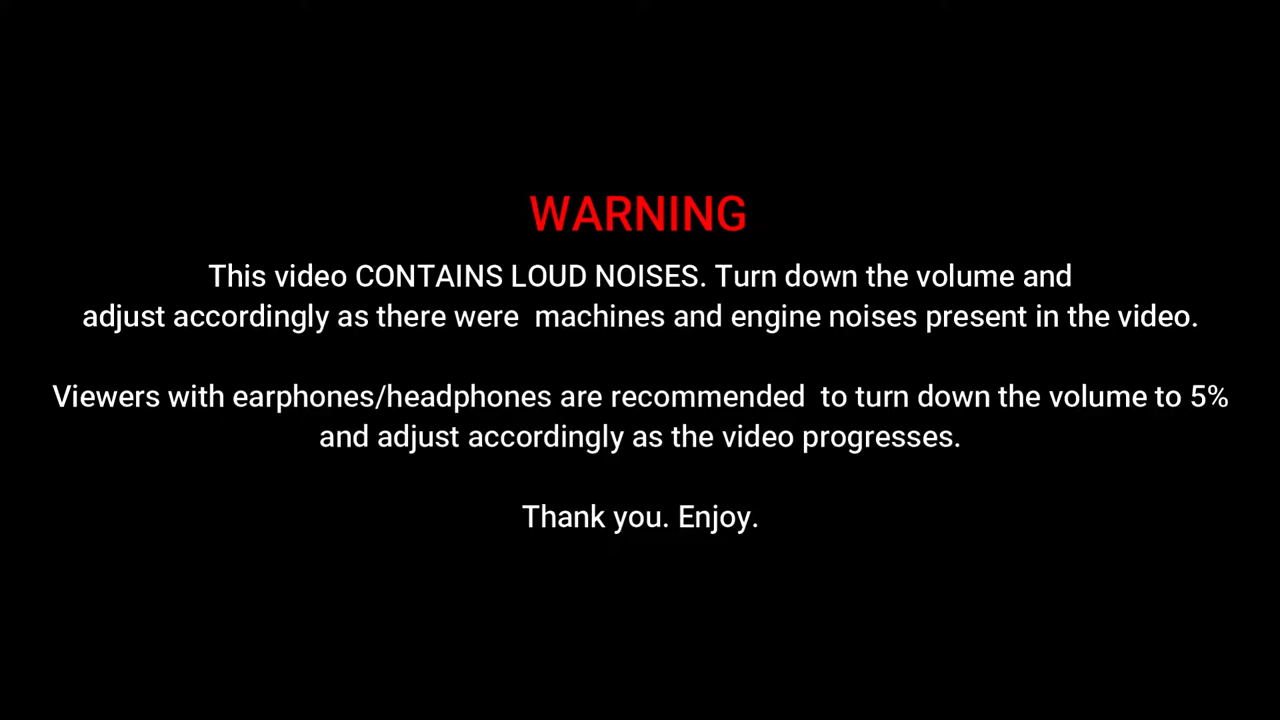 WARNING
This video CONTAINS LOUD NOISES. Turn down the volume and
adjust accordingly as there were  machines and engine noises present in the video.
Viewers with earphones/headphones are recommended  to turn down the volume to 5%
and adjust accordingly as the video progresses.
Thank you. Enjoy.